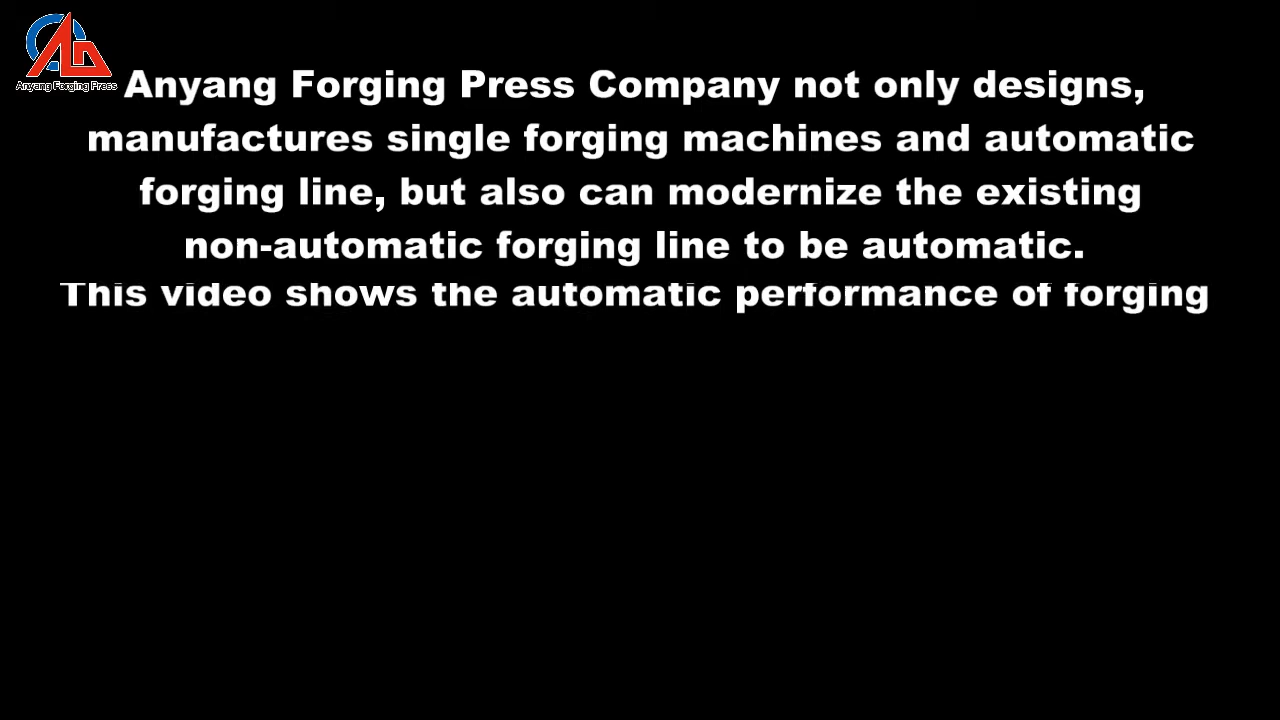 Anyang Forging Press
Anyang Forging Press Company not only designs,
manufactures single forging machines and automatic
forging line, but also can modernize the existing
non-automatic forging line to be automatic.
This video shows the automatic performance of forging